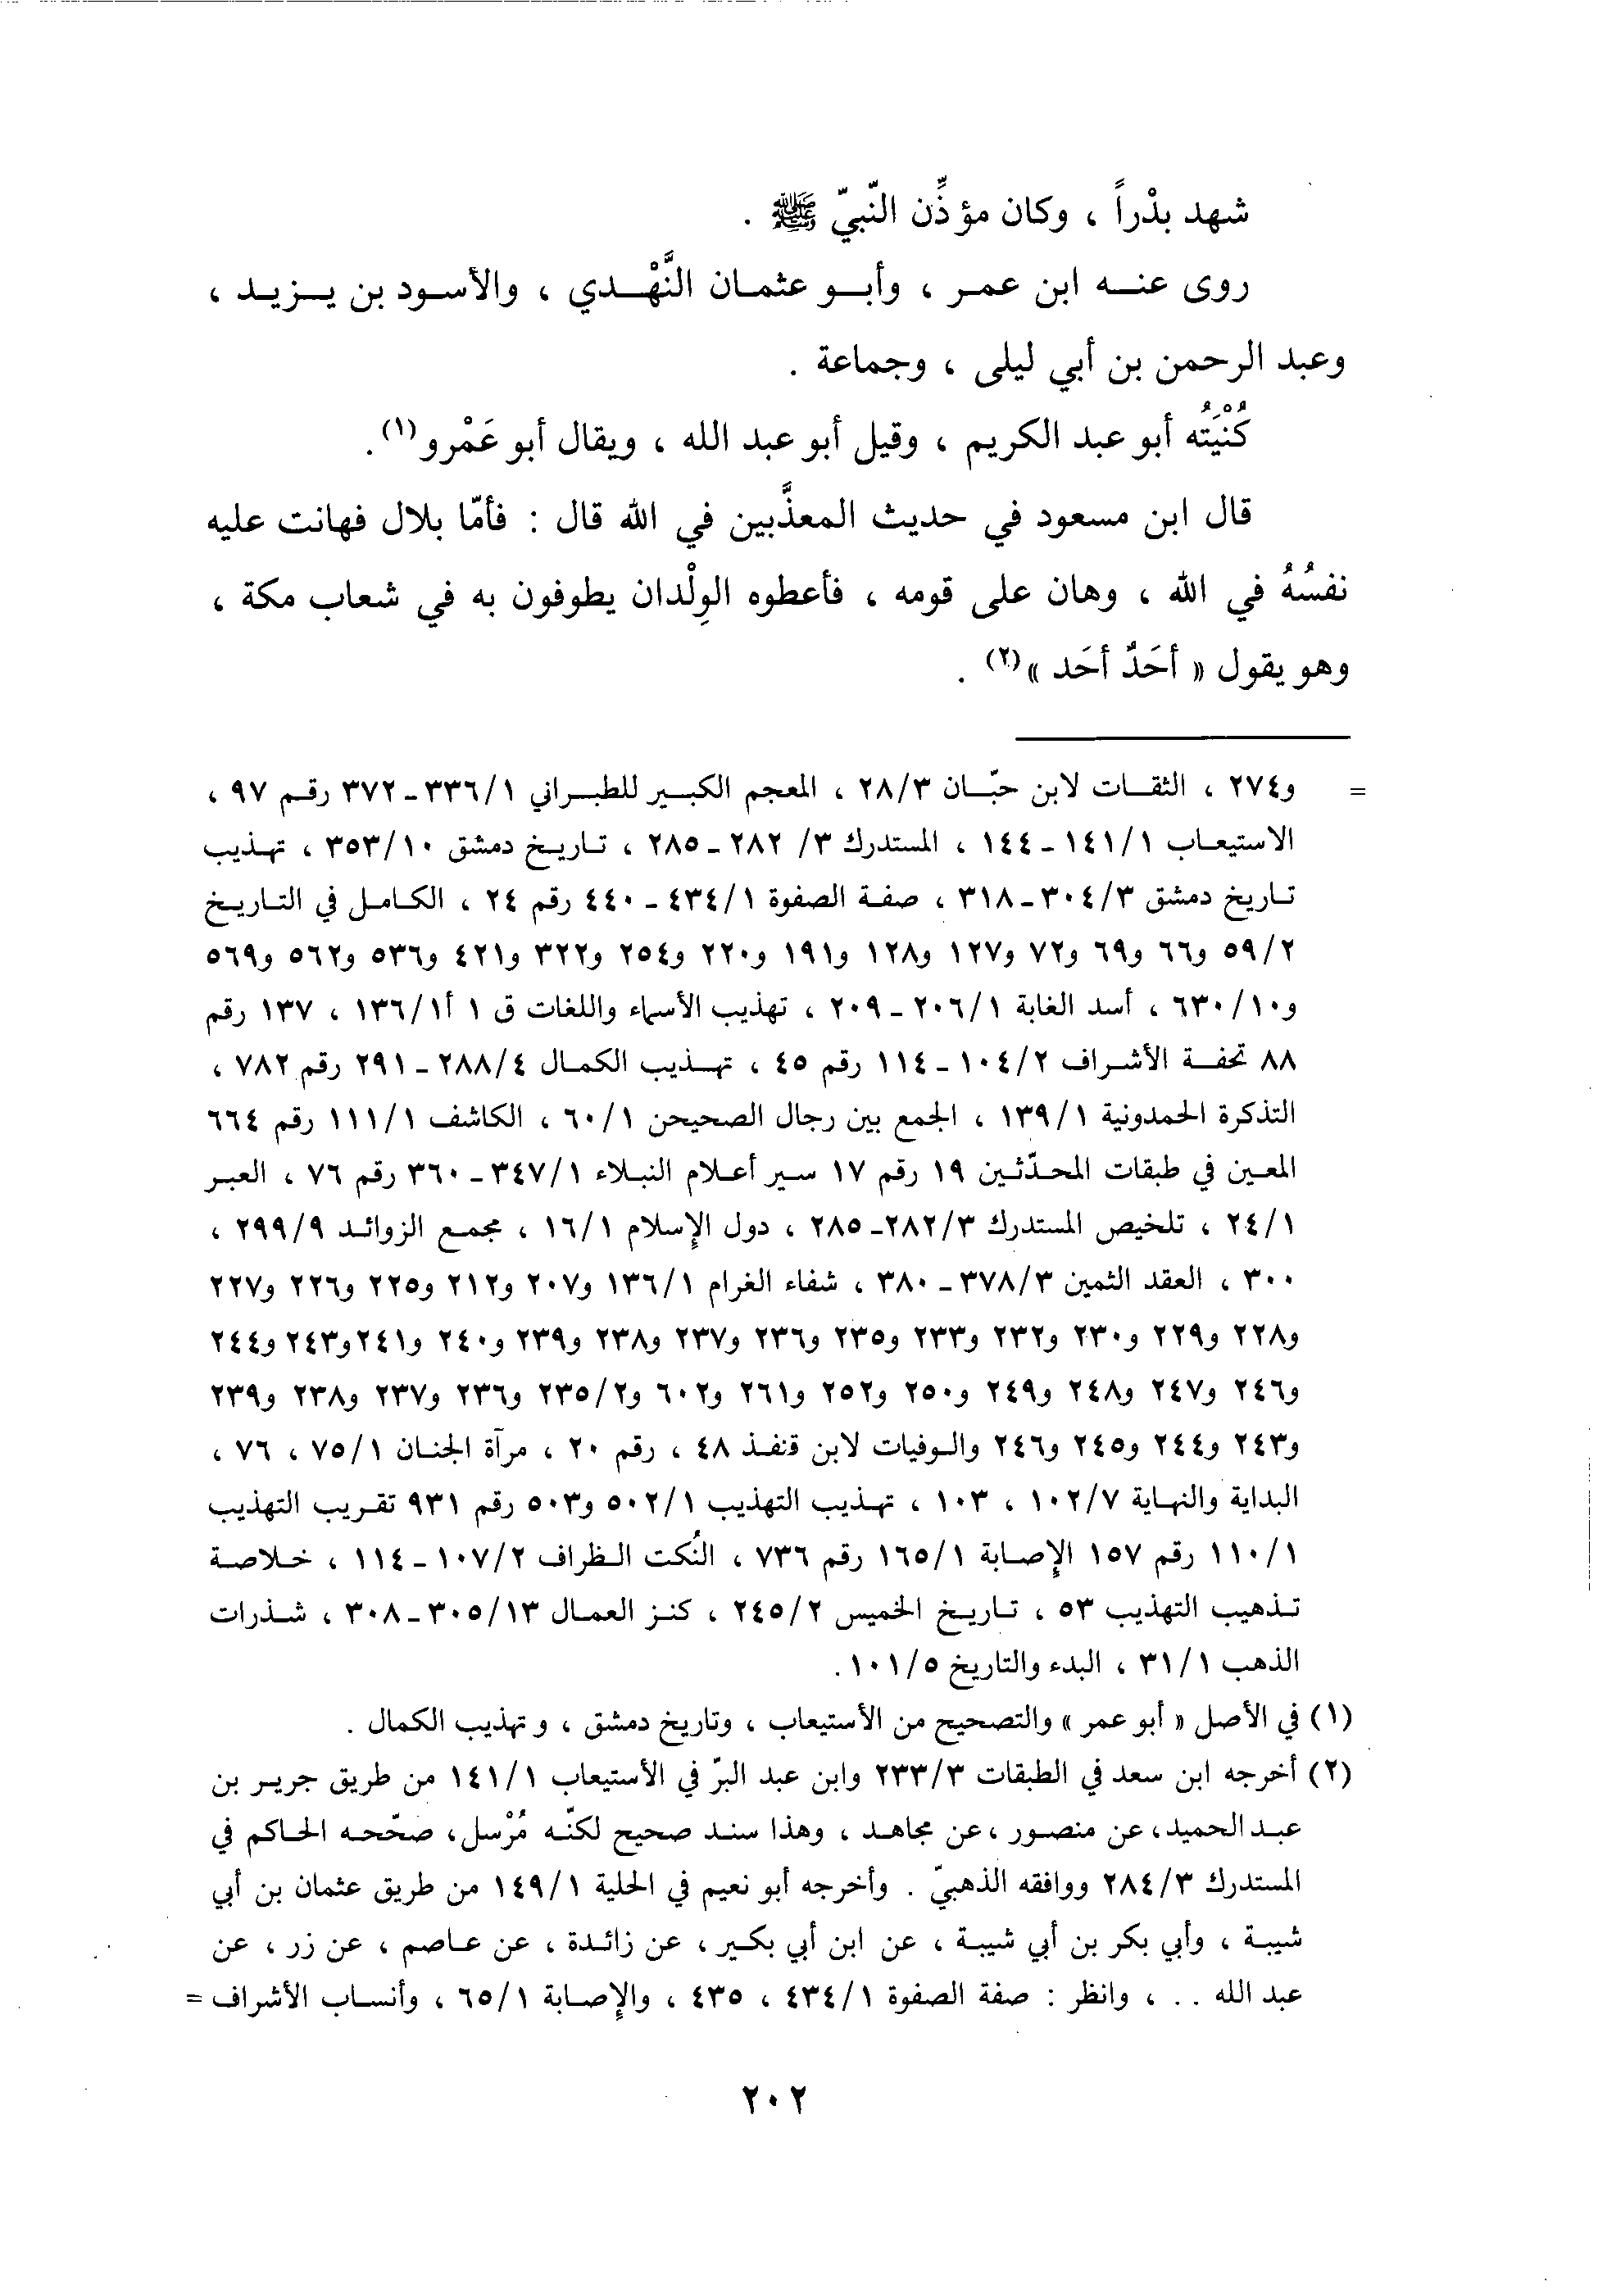 شهد بدْراً ، وكان مؤذِّن النّبيّ ﷺ .
روى عنه ابن عمر ، وأبو عثمان النَّهْدي ، والأسود بن يزيد ،
وعبد الرحمن بن أبي ليلى ، وجماعة .
كُنْيَتُه أبو عبد الكريم ، وقيل أبو عبد الله ، ويقال أبو عَمْرو(١).
قال ابن مسعود في حديث المعذَّبين في الله قال : فأمّا بلال فهانت عليه
نفسُهُ في الله ، وهان على قومه ، فأعطوه الوِلْدان يطوفون به في شعاب مكة ،
وهو يقول « أحَدٌ أحَد »(٢) .
= و٢٧٤ ، الثقات لابن حبّان ٢٨/٣ ، المعجم الكبير للطبراني ٣٣٦/١-٣٧٢ رقم ٩٧ ،
الاستيعاب ١٤١/١-١٤٤ ، المستدرك ٣/ ٢٨٢-٢٨٥ ، تاريخ دمشق ٣٥٣/١٠ ، تهذيب
تاريخ دمشق ٣٠٤/٣-٣١٨ ، صفة الصفوة ٤٣٤/١ - ٤٤٠ رقم ٢٤ ، الكامل في التاريخ
٥٩/٢ و٦٦ و٦٩ و٧٢ و١٢٧ و١٢٨ و١٩١ و٢٢٠ و٢٥٤ و٣٢٢ و٤٢١ و٥٣٦ و٥٦٢ و٥٦٩
و٦٣٠/١٠ ، أسد الغابة ٢٠٦/١ - ٢٠٩ ، تهذيب الأسماء واللغات ق ١ أ١٣٦/١ ، ١٣٧ رقم
٨٨ تحفة الأشراف ١٠٤/٢ - ١١٤ رقم ٤٥ ، تهذيب الكمال ٢٨٨/٤ - ٢٩١ رقم ٧٨٢ ،
التذكرة الحمدونية ١٣٩/١ ، الجمع بين رجال الصحيحن ٦٠/١ ، الكاشف ١١١/١ رقم ٦٦٤
المعين في طبقات المحدّثين ١٩ رقم ١٧ سير أعلام النبلاء ٣٤٧/١ - ٣٦٠ رقم ٧٦ ، العبر
٢٤/١ ، تلخيص المستدرك ٢٨٢/٣-٢٨٥ ، دول الإسلام ١٦/١ ، مجمع الزوائد ٢٩٩/٩ ،
٣٠٠ ، العقد الثمين ٣٧٨/٣ - ٣٨٠ ، شفاء الغرام ١٣٦/١ و٢٠٧ و٢١٢ و٢٢٥ و٢٢٦ و٢٢٧
و٢٢٨ و٢٢٩ و٢٣٠ و٢٣٢ و٢٣٣ و٢٣٥ و٢٣٦ و٢٣٧ و٢٣٨ و٢٣٩ و٢٤٠ و٢٤١ و٢٤٣ و٢٤٤
و٢٤٦ و٢٤٧ و٢٤٨ و٢٤٩ و٢٥٠ و٢٥٢ و٢٦١ و٦٠٢ و٢٣٥/٢ و٢٣٦ و٢٣٧ و٢٣٨ و٢٣٩
و٢٤٣ و٢٤٤ و٢٤٥ و٢٤٦ والوفيات لابن قنفذ ٤٨ ، رقم ٢٠ ، مرآة الجنان ٧٥/١ ، ٧٦ ،
البداية والنهاية ١٠٢/٧ ، ١٠٣ ، تهذيب التهذيب ٥٠٢/١ و٥٠٣ رقم ٩٣١ تقريب التهذيب
١١٠/١ رقم ١٥٧ الإصابة ١٦٥/١ رقم ٧٣٦ ، النُكت الظراف ١٠٧/٢ - ١١٤ ، خلاصة
تذهيب التهذيب ٥٣ ، تاريخ الخميس ٢٤٥/٢ ، كنز العمال ٣٠٥/١٣-٣٠٨ ، شذرات
الذهب ٣١/١ ، البدء والتاريخ ١٠١/٥ .
(١) في الأصل « أبو عمر » والتصحيح من الأستيعاب ، وتاريخ دمشق ، وتهذيب الكمال .
(٢) أخرجه ابن سعد في الطبقات ٢٣٣/٣ وابن عبد البرّ في الأستيعاب ١٤١/١ من طريق جرير بن
عبد الحميد، عن منصور ، عن مجاهد ، وهذا سند صحيح لكنّه مُرْسل، صحّحه الحاكم في
المستدرك ٢٨٤/٣ ووافقه الذهبيّ . وأخرجه أبو نعيم في الحلية ١٤٩/١ من طريق عثمان بن أبي
شيبة ، وأبي بكر بن أبي شيبة ، عن ابن أبي بكير، عن زائدة ، عن عاصم ، عن زر ، عن
عبد الله .. ، وانظر : صفة الصفوة ٤٣٤/١ ، ٤٣٥ ، والإصابة ٦٥/١ ، وأنساب الأشراف =
٢٠٢